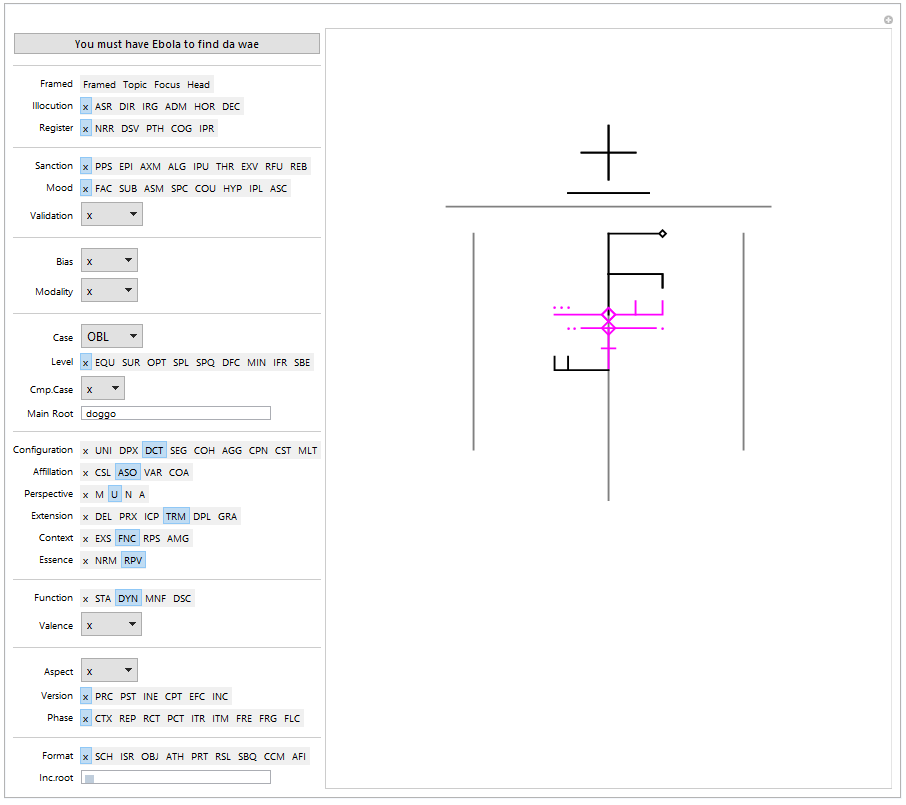 You must have Ebola to find da wae
Framed Framed Topic Focus Head
Illocution x ASR DIR IRG ADM HOR DEC
Register x NRR DSV PTH COG IPR
Sanction x PPS EPI AXM ALG IPU THR EXV RFU REB
Mood x FAC SUB ASM SPC COU HYP IPL ASC
Validation x
Bias x
Modality x
Case OBL
Level x EQU SUR OPT SPL SPQ DFC MIN IFR SBE
Cmp.Case x
Main Root doggo
Configuration x UNI DPX DCT SEG COH AGG CPN CST MLT
Affiliation x CSL ASO VAR COA
Perspective x M U N A
Extension x DEL PRX ICP TRM DPL GRA
Context x EXS FNC RPS AMG
Essence x NRM RPV
Function x STA DYN MNF DSC
Valence x
Aspect x
Version x PRC PST INE CPT EFC INC
Phase x CTX REP RCT PCT ITR ITM FRE FRG FLC
Format x SCH ISR OBJ ATH PRT RSL SBQ CCM AFI
Inc.root